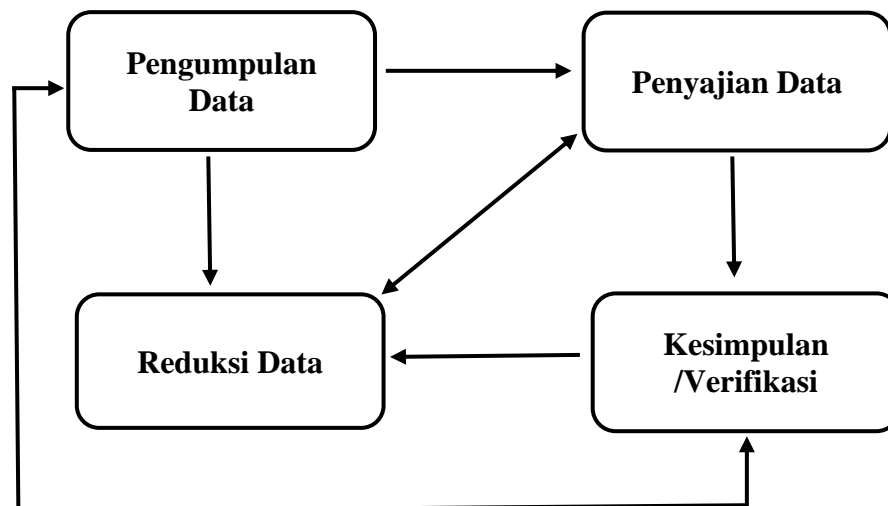 Pengumpulan
Data
Penyajian Data
Reduksi Data
Kesimpulan
/Verifikasi